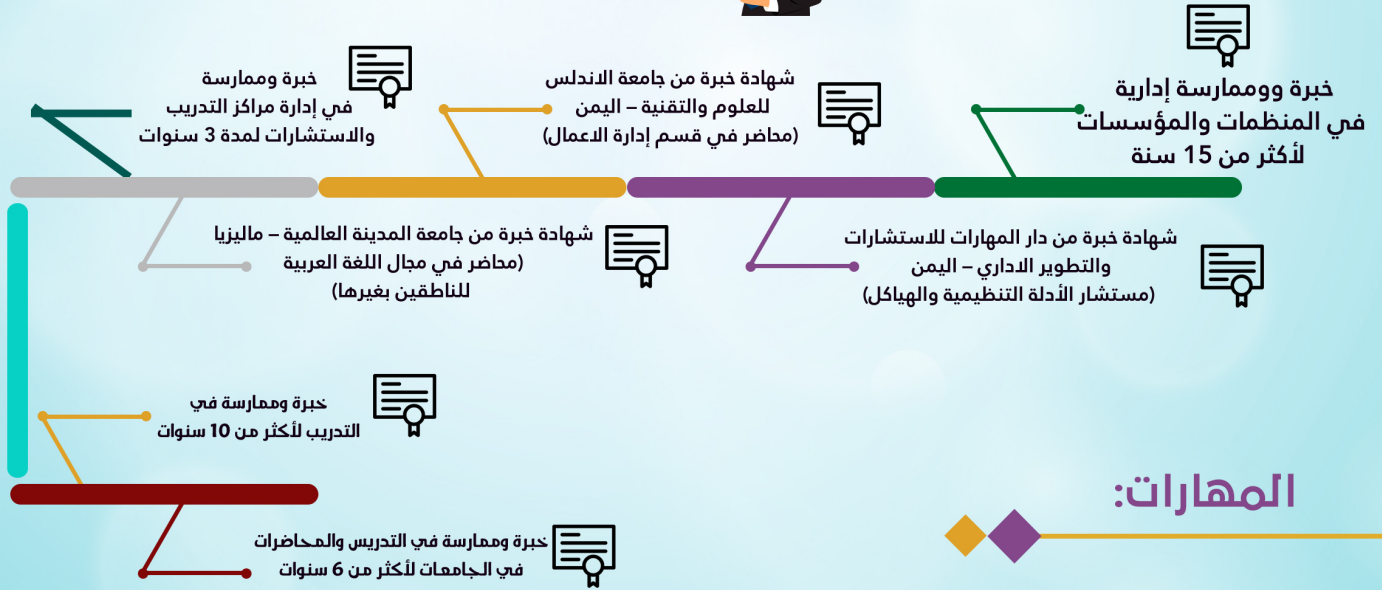 خبرة وومmارسة إدارية
في المنظمات والمؤسسات
لأكثر من 15 سنة
شهادة خبرة من دار المهارات للاستشارات
والتطوير الاداري – اليمن
(مستشار الأدلة التنظيمية والهياكل)
شهادة خبرة من جامعة الاندلس
للعلوم والتقنية – اليمن
(محاضر في قسم إدارة الاعمال)
شهادة خبرة من جامعة المدينة العالمية – ماليزيا
(محاضر في مجال اللغة العربية
للناطقين بغيرها)
خبرة وممارسة
في إدارة مراكز التدريب
والاستشارات لمدة 3 سنوات
خبرة وممارسة في
التدريب لأكثر من 10 سنوات
خبرة وممارسة في التدريس والمحاضرات
في الجامعات لأكثر من 6 سنوات
المهارات: